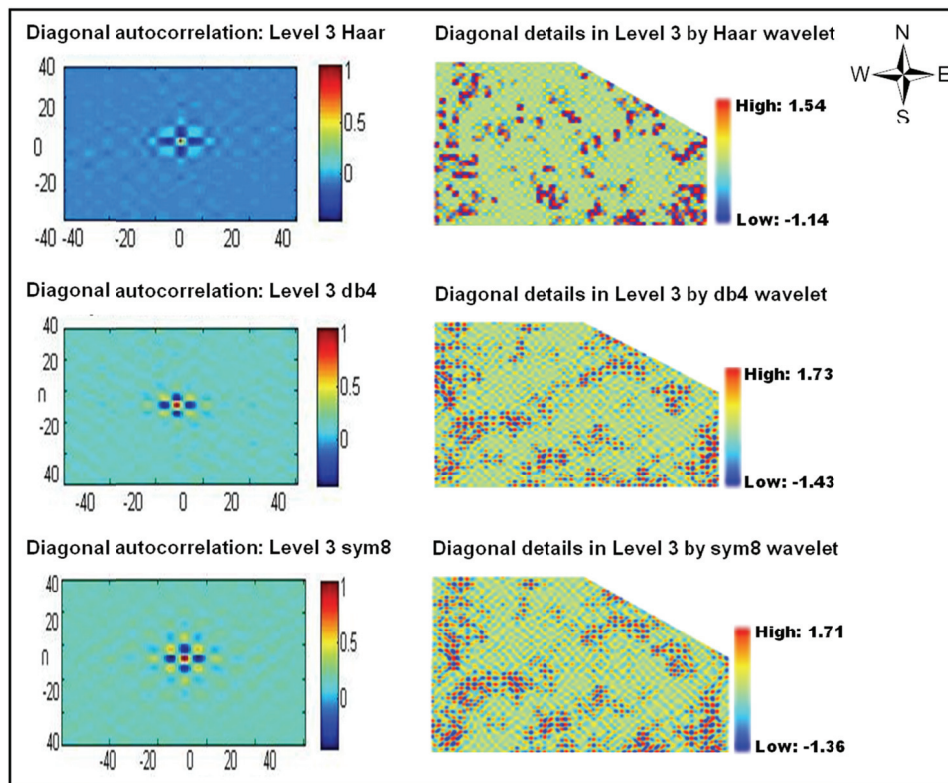 Diagonal autocorrelation: Level 3 Haar
Diagonal details in Level 3 by Haar wavelet
N
W E
S
40
20
0
-20
-40 -40 -20 0 20 40
1
0.5
0
High: 1.54
Low: -1.14
Diagonal autocorrelation: Level 3 db4
Diagonal details in Level 3 by db4 wavelet
40
20
-20
40
-40 -20 0 20 40
1
0.5
0
High: 1.73
Low: -1.43
Diagonal autocorrelation: Level 3 sym8
Diagonal details in Level 3 by sym8 wavelet
40
20
-20
40
-40 -20 0 20 40
1
0.5
0
High: 1.71
Low: -1.36